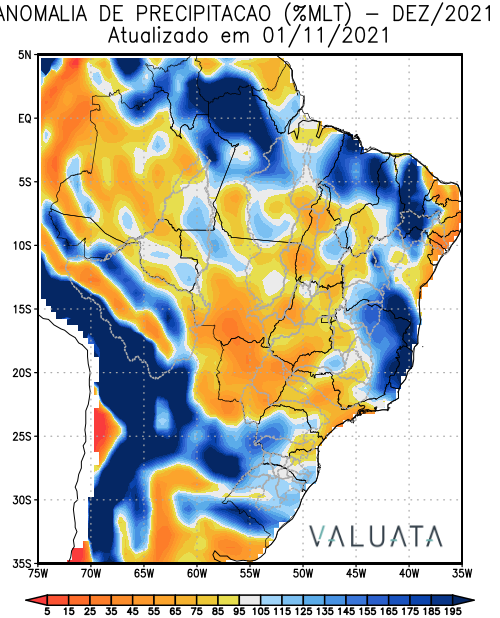 ANOMALIA DE PRECIPITACAO (%MLT) – DEZ/2021
Atualizado em 01/11/2021
5N
EQ
5S
10S
15S
20S
25S
30S
35S
VALUATA
75W 70W 65W 60W 55W 50W 45W 40W 35W
5 15 25 35 45 55 65 75 85 95 105 115 125 135 145 155 165 175 185 195